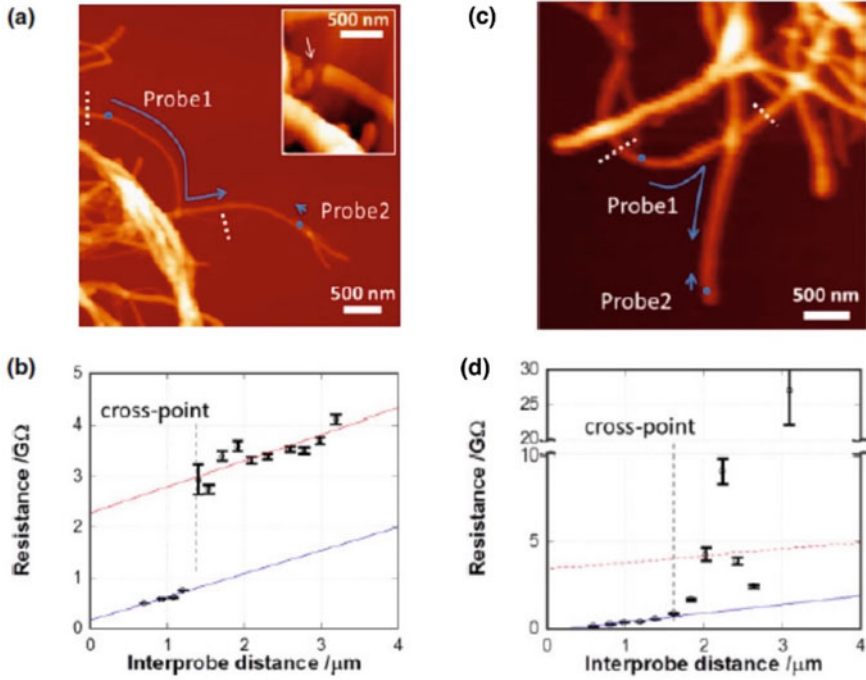 (a)
500 nm
Probe1
Probe2
500 nm
(c)
Probe1
Probe2
500 nm
(b)
5
4
3
2
1
0
Resistance /GΩ
cross-point
0 1 2 3 4
Interprobe distance /μm
(d)
30
20
10
5
0
Resistance /GΩ
cross-point
0 1 2 3 4
Interprobe distance /μm